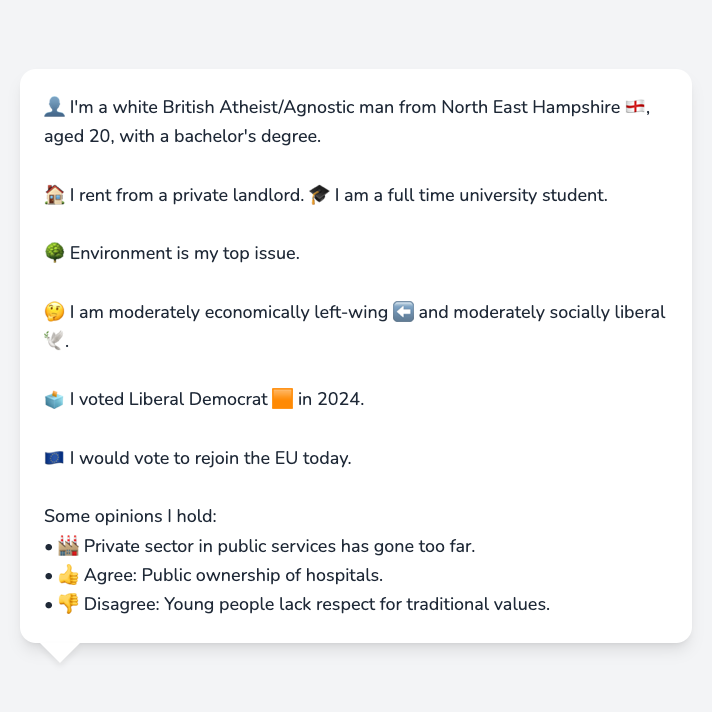 👤 I'm a white British Atheist/Agnostic man from North East Hampshire 🏴󠁧󠁢󠁥󠁮󠁧󠁿,
aged 20, with a bachelor's degree.
🏠 I rent from a private landlord. 🎓 I am a full time university student.
🌳 Environment is my top issue.
🤔 I am moderately economically left-wing ⬅️ and moderately socially liberal
🕊️.
🗳️ I voted Liberal Democrat 🟧 in 2024.
🇪🇺 I would vote to rejoin the EU today.
Some opinions I hold:
• 🏭 Private sector in public services has gone too far.
• 👍 Agree: Public ownership of hospitals.
• 👎 Disagree: Young people lack respect for traditional values.